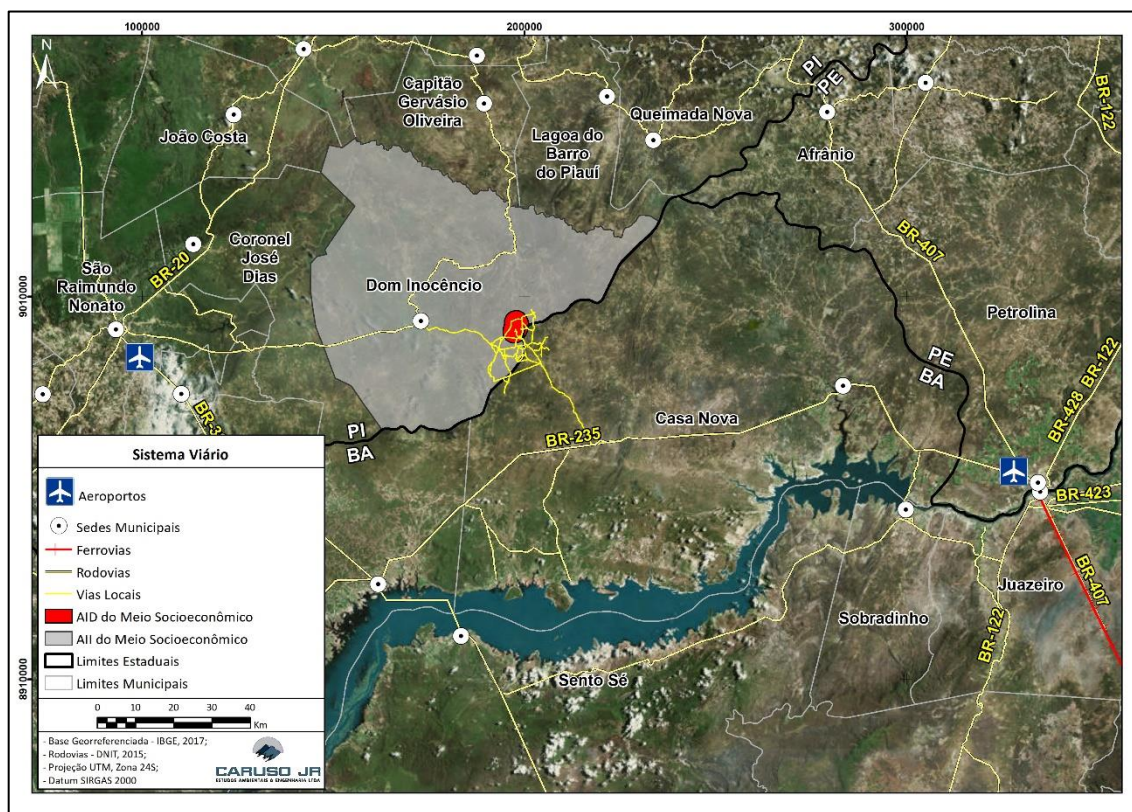 100000
200000
300000
N
PI
PE
BR-122
Capitão
Gervásio
Oliveira
Queimada Nova
João Costa
Lagoa do
Barro
do Piauí
Afrânio
Coronel
José
Dias
BR-407
São
Raimundo
Nonato
BR-20
Dom Inocêncio
9010000
Petrolina
PE
BA
BR-122
BR-428
Casa Nova
BR-3
PI
BA
BR-235
BR-423
Juazeiro
BR-407
Sobradinho
BR-122
Sento Sé
8910000
Sistema Viário
Aeroportos
Sedes Municipais
Ferrovias
Rodovias
Vias Locais
AID do Meio Socioeconômico
AII do Meio Socioeconômico
Limites Estaduais
Limites Municipais
0 10 20 30 40
Km
- Base Georreferenciada - IBGE, 2017;
- Rodovias - DNIT, 2015;
- Projeção UTM, Zona 24S;
- Datum SIRGAS 2000
CARUSO JR
ESTUDOS AMBIENTAIS & ENGENHARIA LTDA